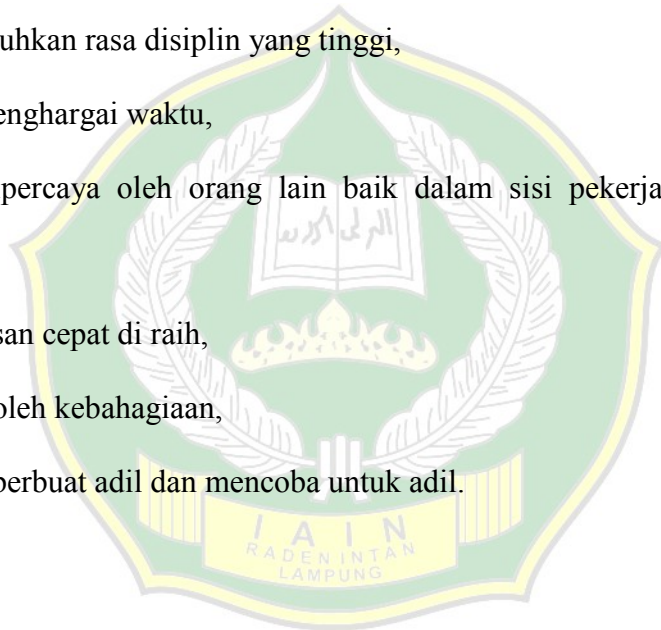 uhkan rasa disiplin yang tinggi,
enghargai waktu,
percaya oleh orang lain baik dalam sisi pekerja
san cepat di raih,
oleh kebahagiaan,
berbuat adil dan mencoba untuk adil.
IAIN
RADEN INTAN
LAMPUNG